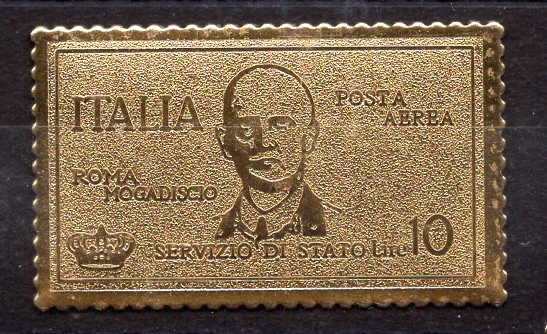 ITALIA
POSTA
AEREA
ROMA
MOGADISCIO
SERVIZIO DI STATO Lire 10